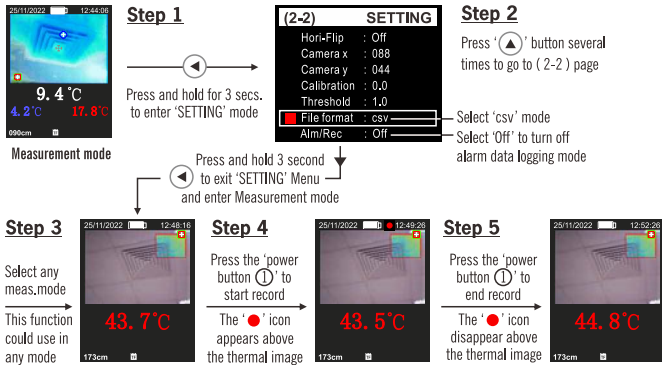 Step 1
25/11/2022 12:44:06
9.4°C
4.2°C 17.8°C
090cm
Measurement mode
Press and hold for 3 secs.
to enter 'SETTING' mode
(2-2) SETTING
Hori-Flip : Off
Camera x : 088
Camera y : 044
Calibration : 0.0
Threshold : 1.0
File format : csv
Alm/Rec : Off
Step 2
Press '▲' button several
times to go to ( 2-2 ) page
Select 'csv' mode
Select 'Off' to turn off
alarm data logging mode
Press and hold 3 second
to exit 'SETTING' Menu
and enter Measurement mode
Step 3
Select any
meas.mode
This function
could use in
any mode
25/11/2022 12:48:16
43.7°C
173cm
Step 4
Press the 'power
button ①' to
start record
The '●' icon
appears above
the thermal image
25/11/2022 12:49:26
43.5°C
173cm
Step 5
Press the 'power
button ①' to
end record
The '●' icon
disappear above
the thermal image
25/11/2022 12:52:26
44.8°C
173cm